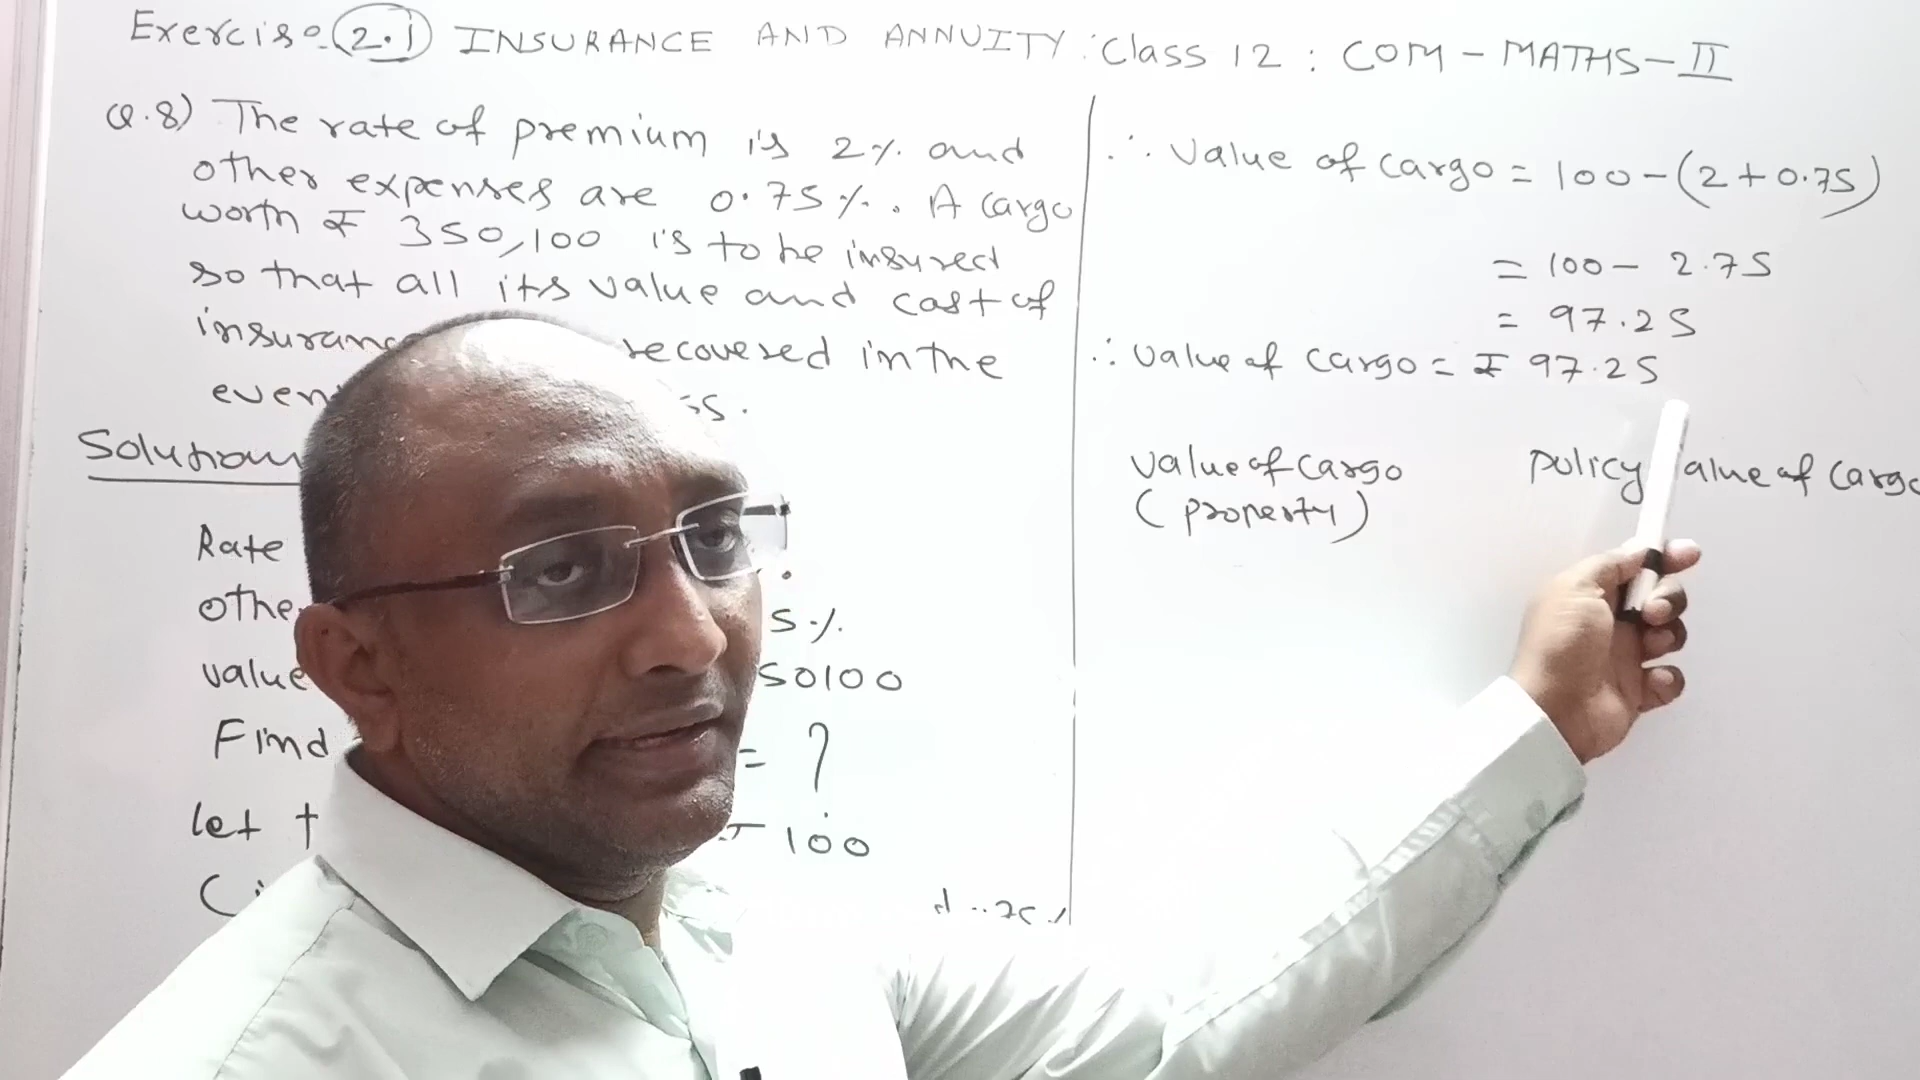 Exercise 2.1 INSURANCE AND ANNUITY : Class 12 : COM - MATHS - II
Q.8) The rate of premium is 2% and
other expenses are 0.75%. A cargo
worth ₹ 350,100 is to be insured
so that all its value and cost of
insuranc recovered in the
even ss.
Solution
Rate
othe 5%
value 50100
Find = ?
let t ₹ 100
(
∴ value of cargo = 100 - (2 + 0.75)
= 100 - 2.75
= 97.25
∴ value of cargo = ₹ 97.25
value of cargo policy alue of cargo
(property)